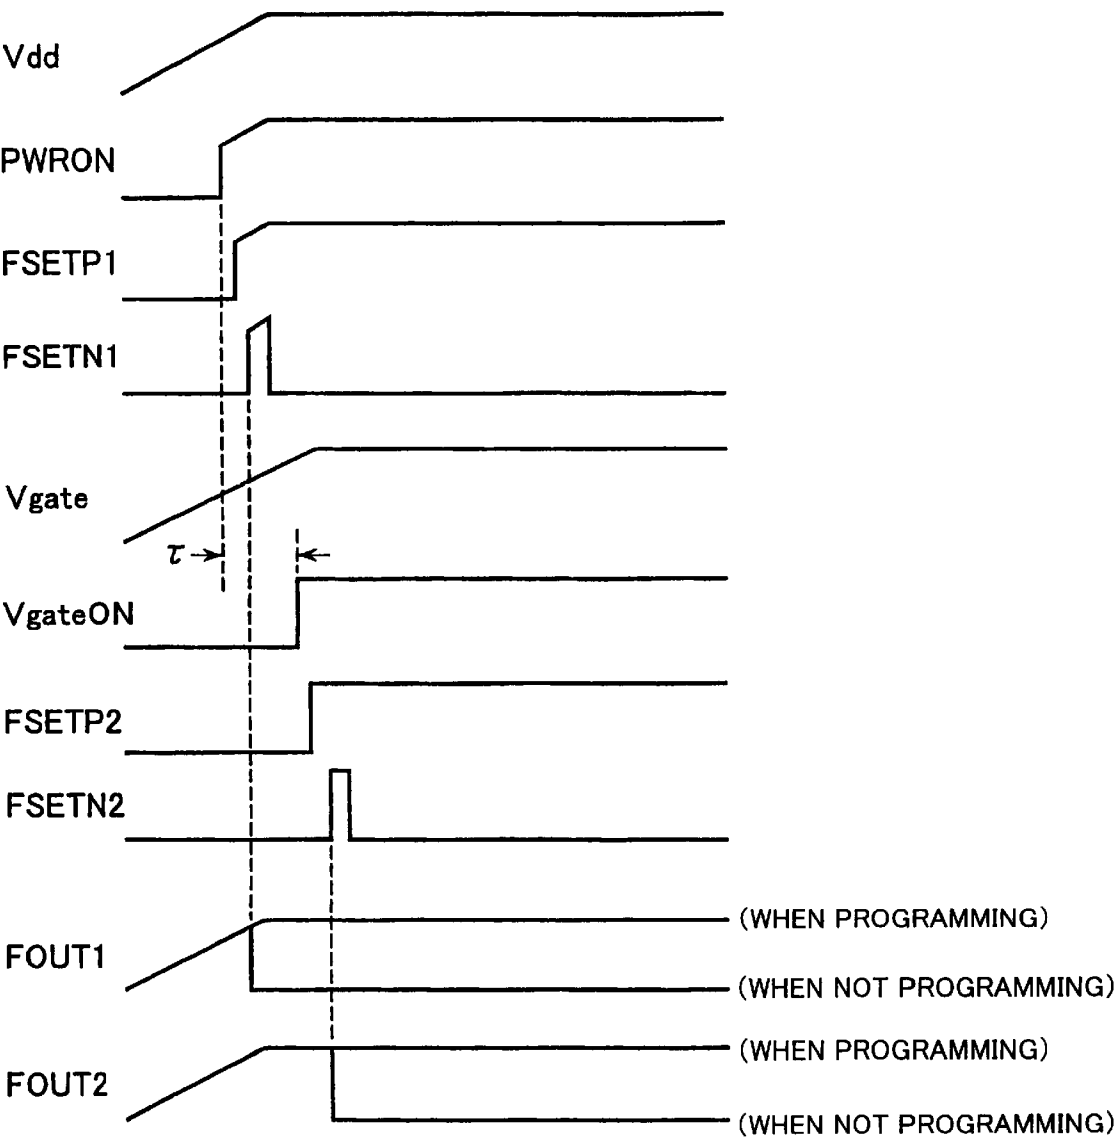 Vdd
PWRON
FSETP1
FSETN1
Vgate
τ
VgateON
FSETP2
FSETN2
FOUT1
(WHEN PROGRAMMING)
(WHEN NOT PROGRAMMING)
FOUT2
(WHEN PROGRAMMING)
(WHEN NOT PROGRAMMING)